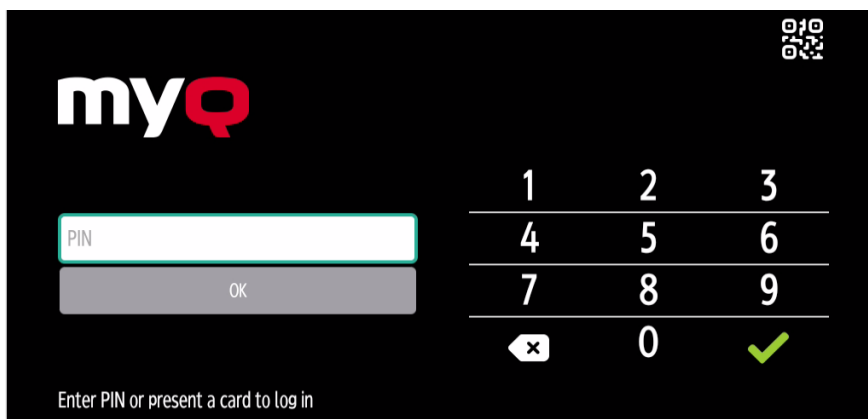 myQ
PIN
OK
1 2 3
4 5 6
7 8 9
0
Enter PIN or present a card to log in